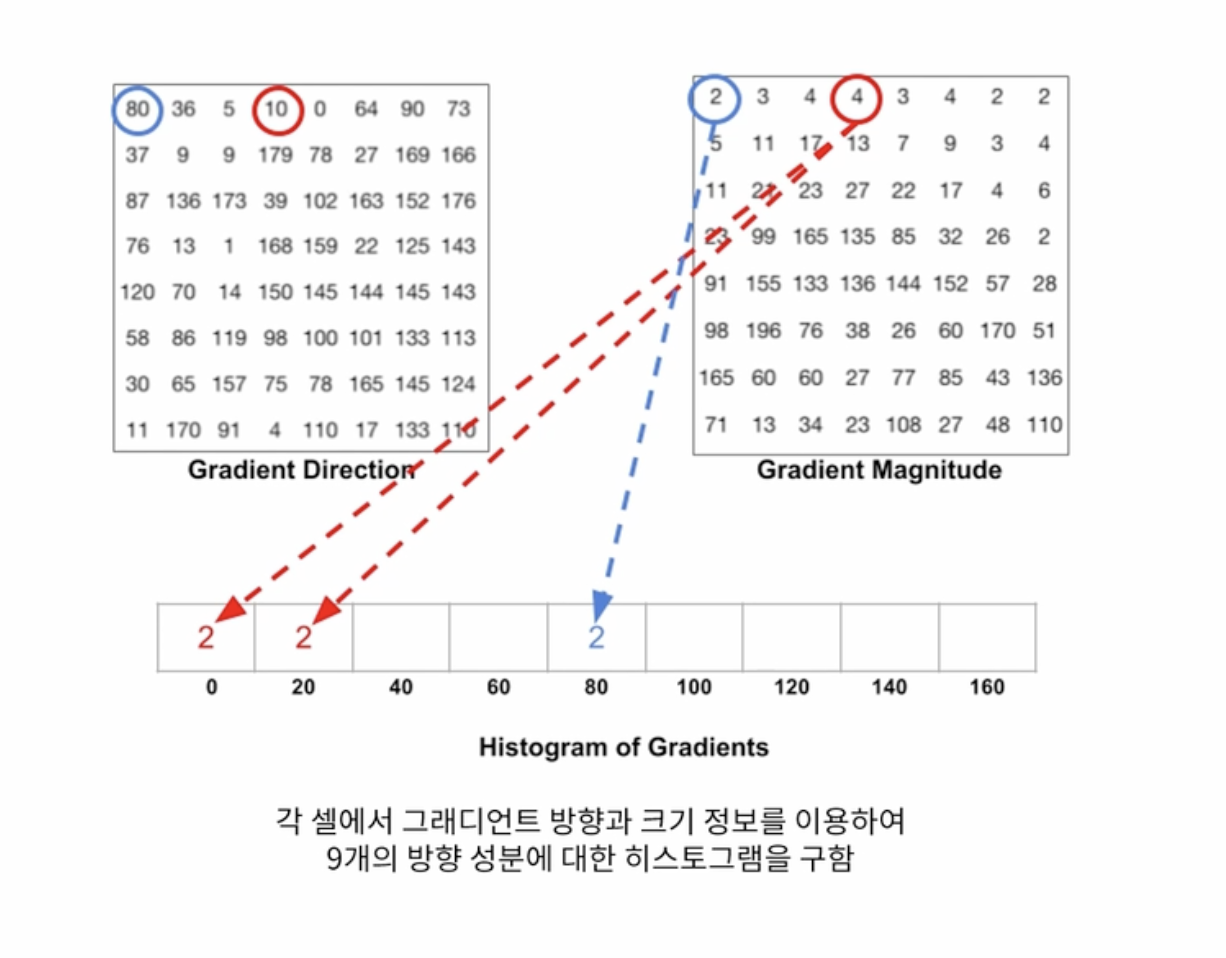 80 36 5 10 0 64 90 73
37 9 9 179 78 27 169 166
87 136 173 39 102 163 152 176
76 13 1 168 159 22 125 143
120 70 14 150 145 144 145 143
58 86 119 98 100 101 133 113
30 65 157 75 78 165 145 124
11 170 91 4 110 17 133 110
Gradient Direction
2 3 4 4 3 4 2 2
5 11 17 13 7 9 3 4
11 21 23 27 22 17 4 6
23 99 165 135 85 32 26 2
91 155 133 136 144 152 57 28
98 196 76 38 26 60 170 51
165 60 60 27 77 85 43 136
71 13 34 23 108 27 48 110
Gradient Magnitude
2 2 2
0 20 40 60 80 100 120 140 160
Histogram of Gradients
각 셀에서 그래디언트 방향과 크기 정보를 이용하여
9개의 방향 성분에 대한 히스토그램을 구함